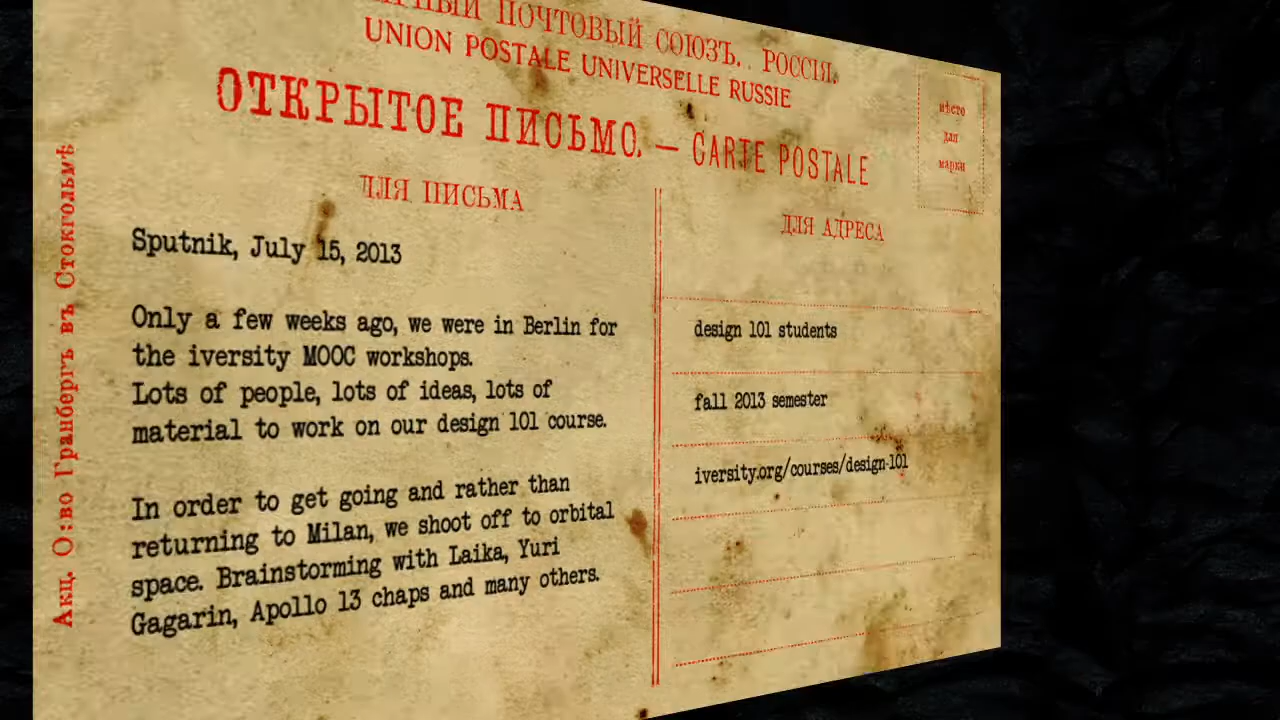 ПОЧТОВЫЙ СОЮЗЪ. РОССІЯ.
UNION POSTALE UNIVERSELLE RUSSIE
ОТКРЫТОЕ ПИСЬМО. — CARTE POSTALE
мѣсто
для
марки
ДЛЯ ПИСЬМА
ДЛЯ АДРЕСА
Акц. О:во Гранбергъ въ Стокгольмѣ
Sputnik, July 15, 2013
Only a few weeks ago, we were in Berlin for
the iversity MOOC workshops.
Lots of people, lots of ideas, lots of
material to work on our design 101 course.
In order to get going and rather than
returning to Milan, we shoot off to orbital
space. Brainstorming with Laika, Yuri
Gagarin, Apollo 13 chaps and many others.
design 101 students
fall 2013 semester
iversity.org/courses/design-101